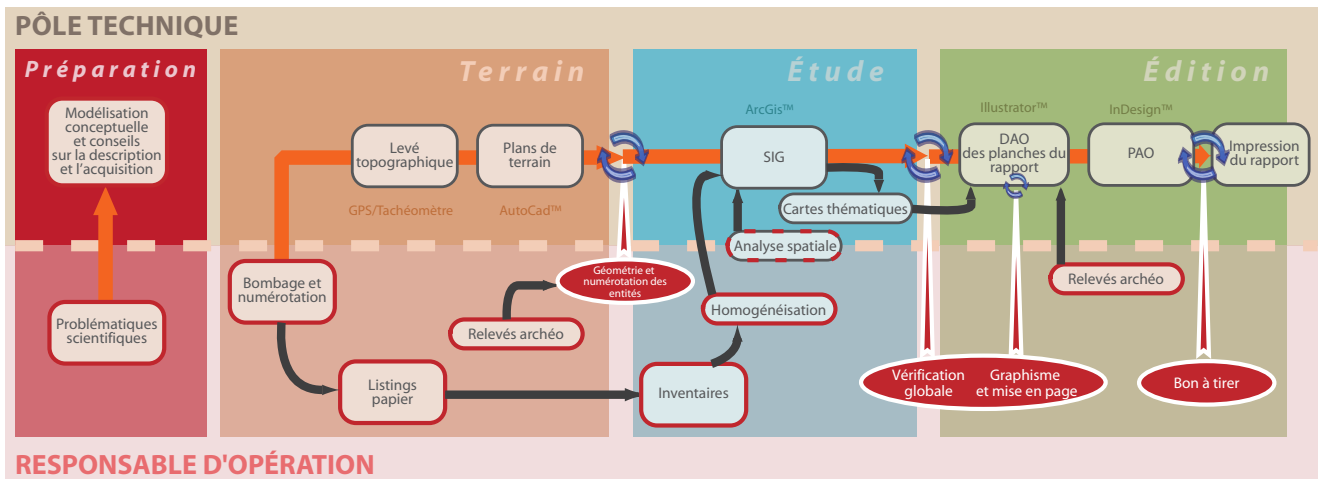 PÔLE TECHNIQUE
Préparation
Terrain
Étude
Édition
Modélisation
conceptuelle
et conseils
sur la description
et l'acquisition
Levé
topographique
GPS/Tachéomètre
Plans de
terrain
AutoCad™
ArcGis™
SIG
Cartes thématiques
Analyse spatiale
Illustrator™
DAO
des planches du
rapport
InDesign™
PAO
Impression
du rapport
Problématiques
scientifiques
Bombage et
numérotation
Listings
papier
Relevés archéo
Géométrie et
numérotation des
entités
Homogénéisation
Inventaires
Relevés archéo
Vérification
globale
Graphisme
et mise en page
Bon à tirer
RESPONSABLE D'OPÉRATION